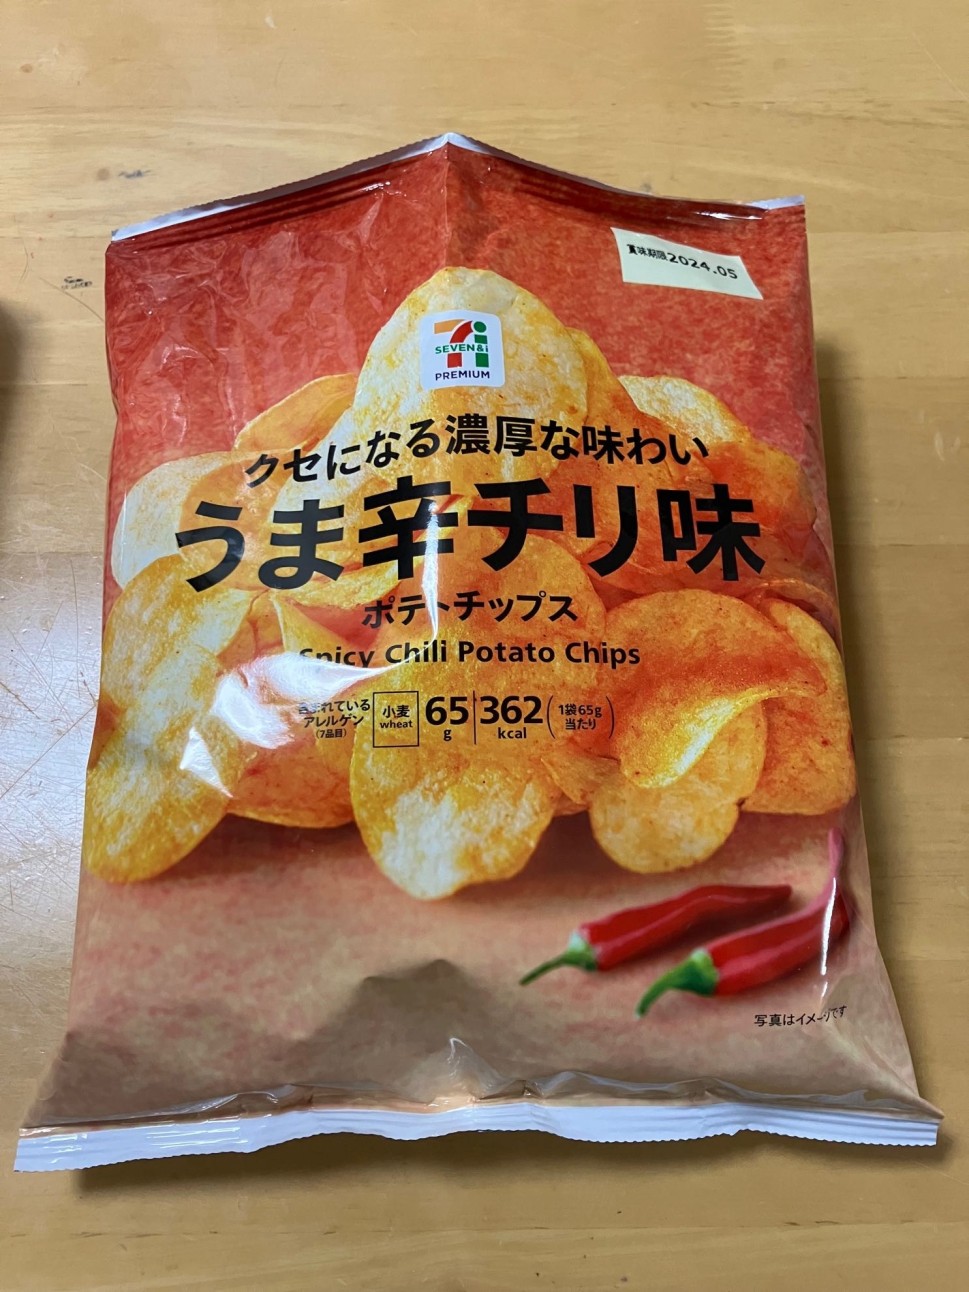 賞味期限2024.05
7i
SEVEN&i
PREMIUM
クセになる濃厚な味わい
うま辛チリ味
ポテトチップス
Spicy Chili Potato Chips
含まれている
アレルゲン
(7品目)
小麦
wheat
65
g
362
kcal
(1袋65g
当たり)
写真はイメージです